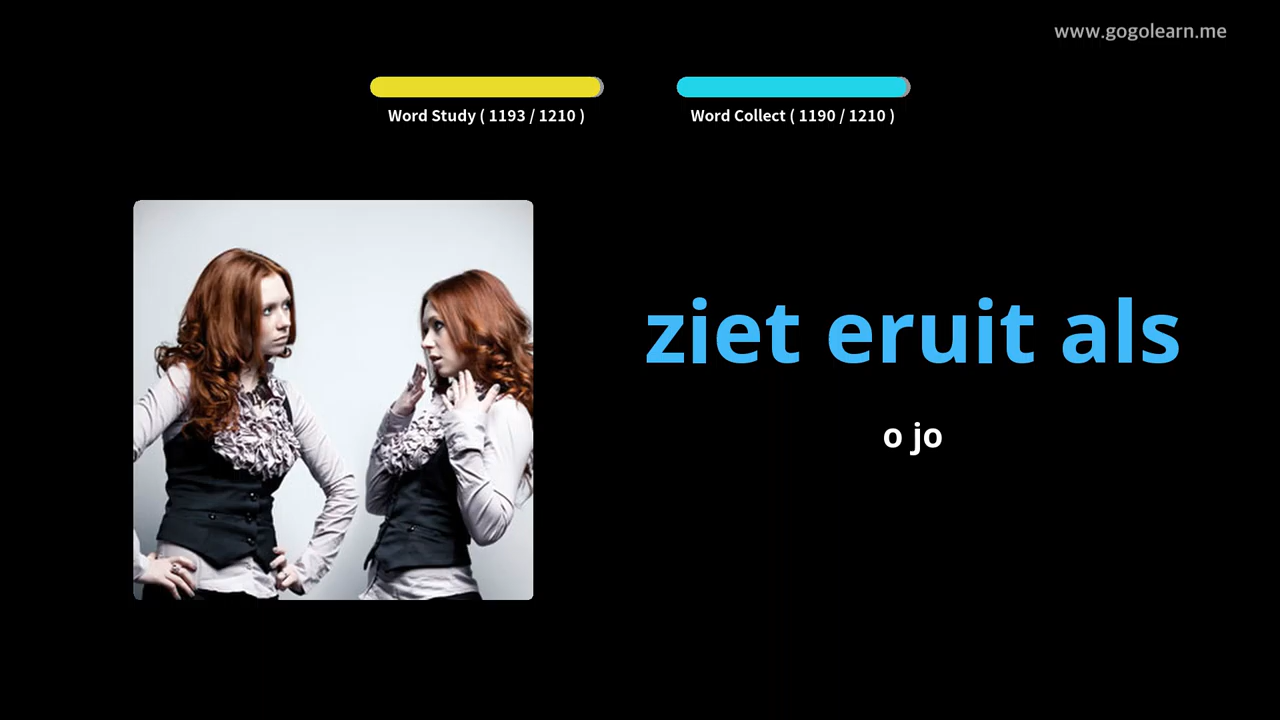 www.gogolearn.me
Word Study ( 1193 / 1210 )
Word Collect ( 1190 / 1210 )
ziet eruit als
o jo